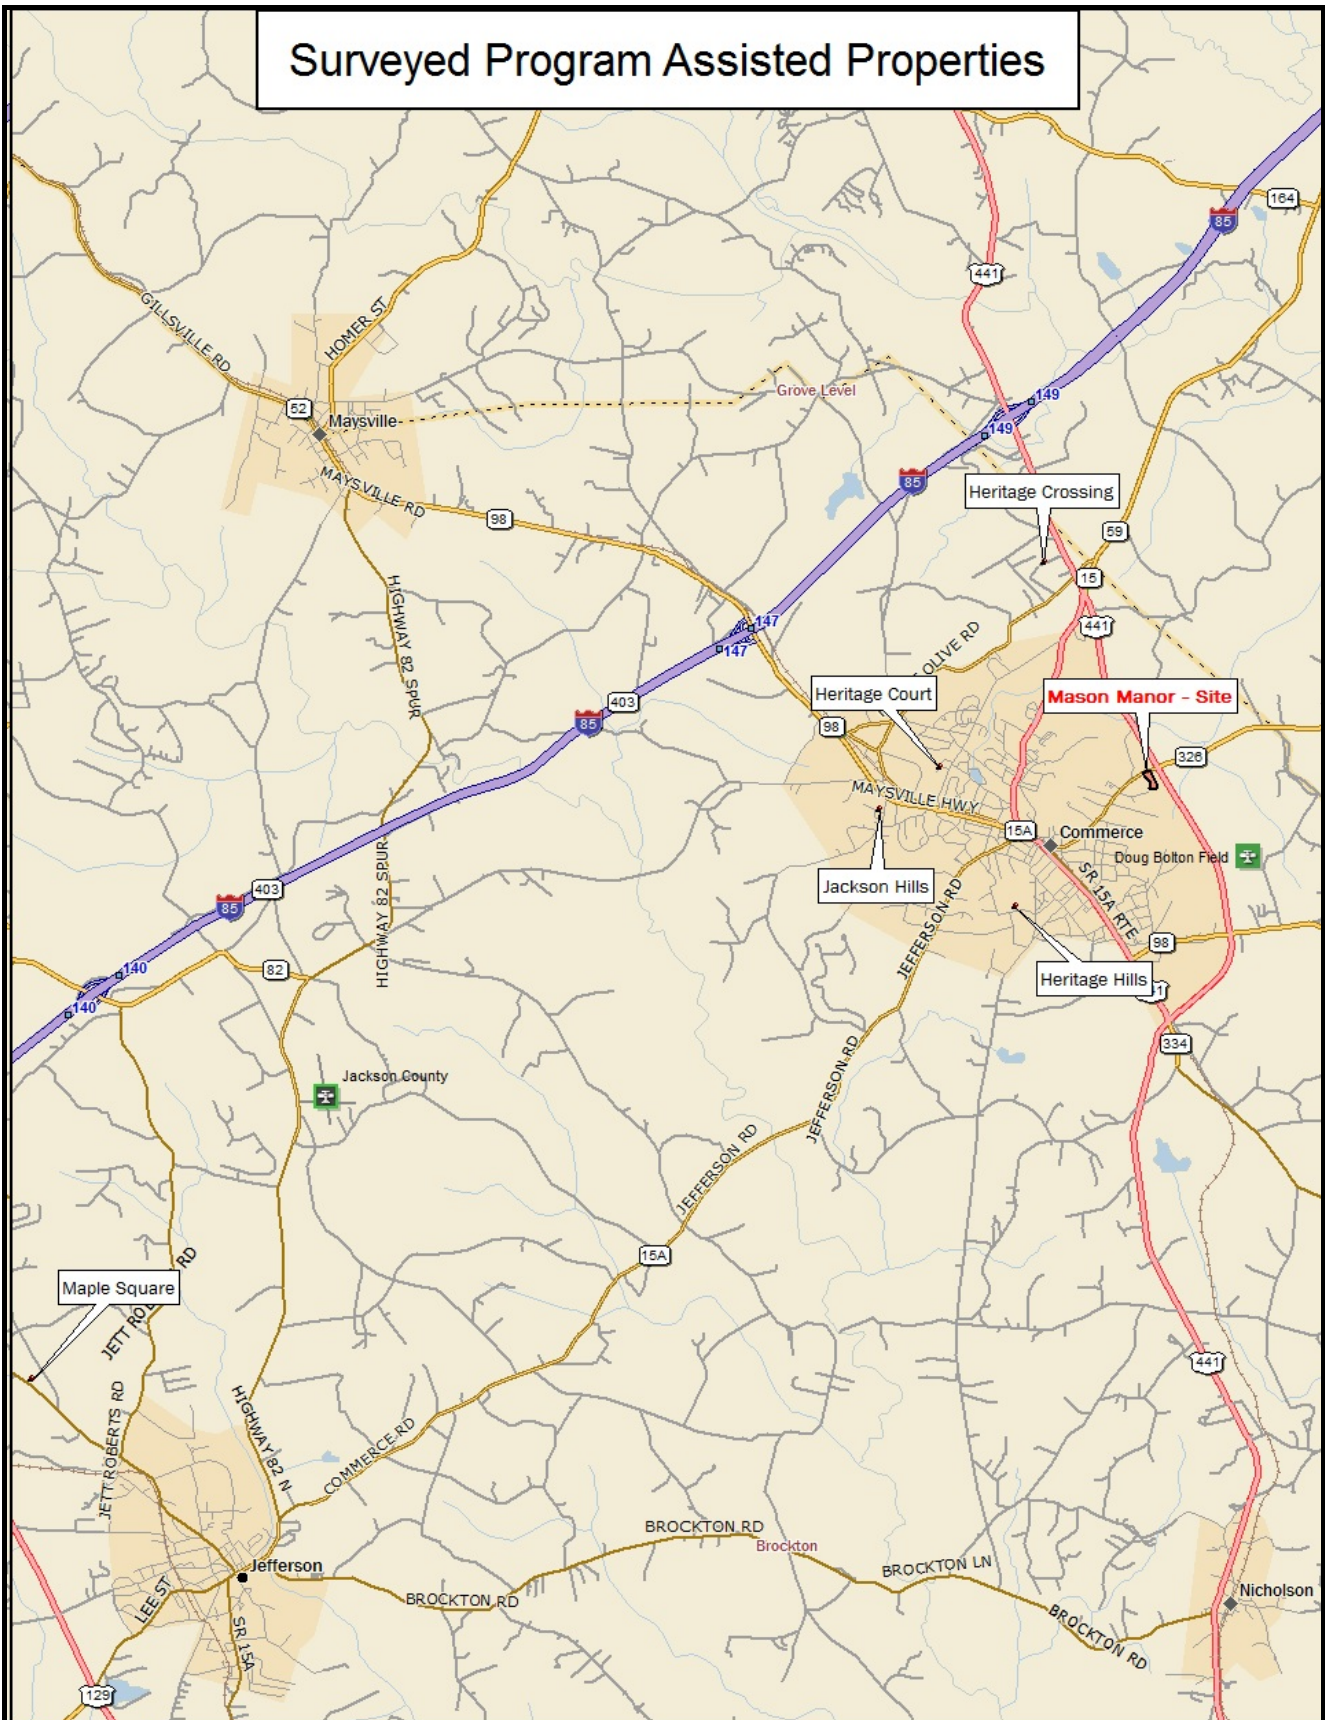 Surveyed Program Assisted Properties
164
85
441
GILLSVILLE RD
HOMER ST
Grove Level
149
52
Maysville
149
85
MAYSVILLE RD
Heritage Crossing
98
59
15
HIGHWAY 82 SPUR
147
441
147
OLIVE RD
Heritage Court
Mason Manor - Site
403
85
98
326
MAYSVILLE HWY
15A
Commerce
Doug Bolton Field
HIGHWAY 82 SPUR
Jackson Hills
SR 15A RTE
403
85
JEFFERSON RD
98
140
82
Heritage Hills
140
334
Jackson County
JEFFERSON RD
JEFFERSON RD
15A
Maple Square
JETT RO
RD
441
JETT ROBERTS RD
HIGHWAY 82 N
COMMERCE RD
BROCKTON RD
Brockton
Jefferson
BROCKTON LN
Nicholson
LEE ST
BROCKTON RD
BROCKTON RD
SR 15A
129